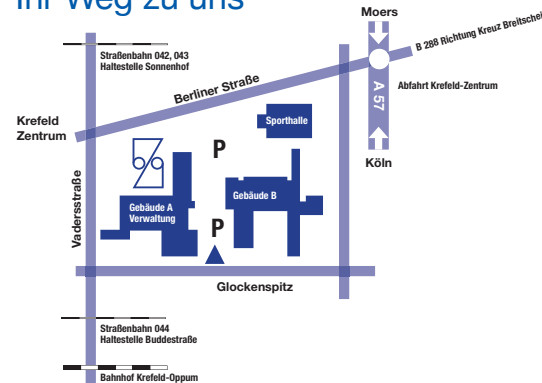 Ihr Weg zu uns
Moers
B 288 Richtung Kreuz Breitscheid
Straßenbahn 042, 043
Haltestelle Sonnenhof
Berliner Straße
A 57
Abfahrt Krefeld-Zentrum
Krefeld
Zentrum
Sporthalle
P
Köln
Vadersstraße
Gebäude A
Verwaltung
Gebäude B
P
Glockenspitz
Straßenbahn 044
Haltestelle Buddestraße
Bahnhof Krefeld-Oppum